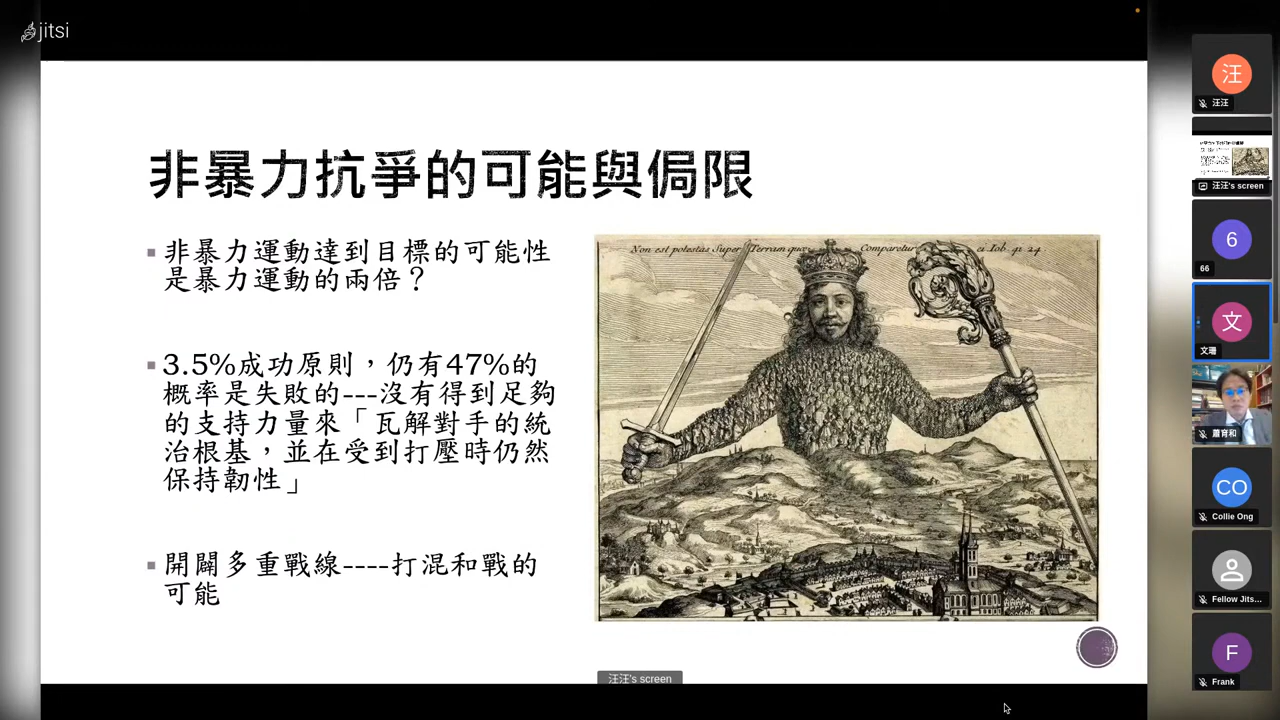 jitsi
非暴力抗爭的可能與侷限
非暴力運動達到目標的可能性
是暴力運動的兩倍？
3.5%成功原則，仍有47%的
概率是失敗的---沒有得到足夠
的支持力量來「瓦解對手的統
治根基，並在受到打壓時仍然
保持韌性」
開闢多重戰線----打混和戰的
可能
Non est potestas Super Terram quae Comparetur ei Iob. 41. 24
汪汪's screen
汪
汪汪
汪汪's screen
6
66
文
文珊
蕭育和
CO
Collie Ong
Fellow Jits...
F
Frank